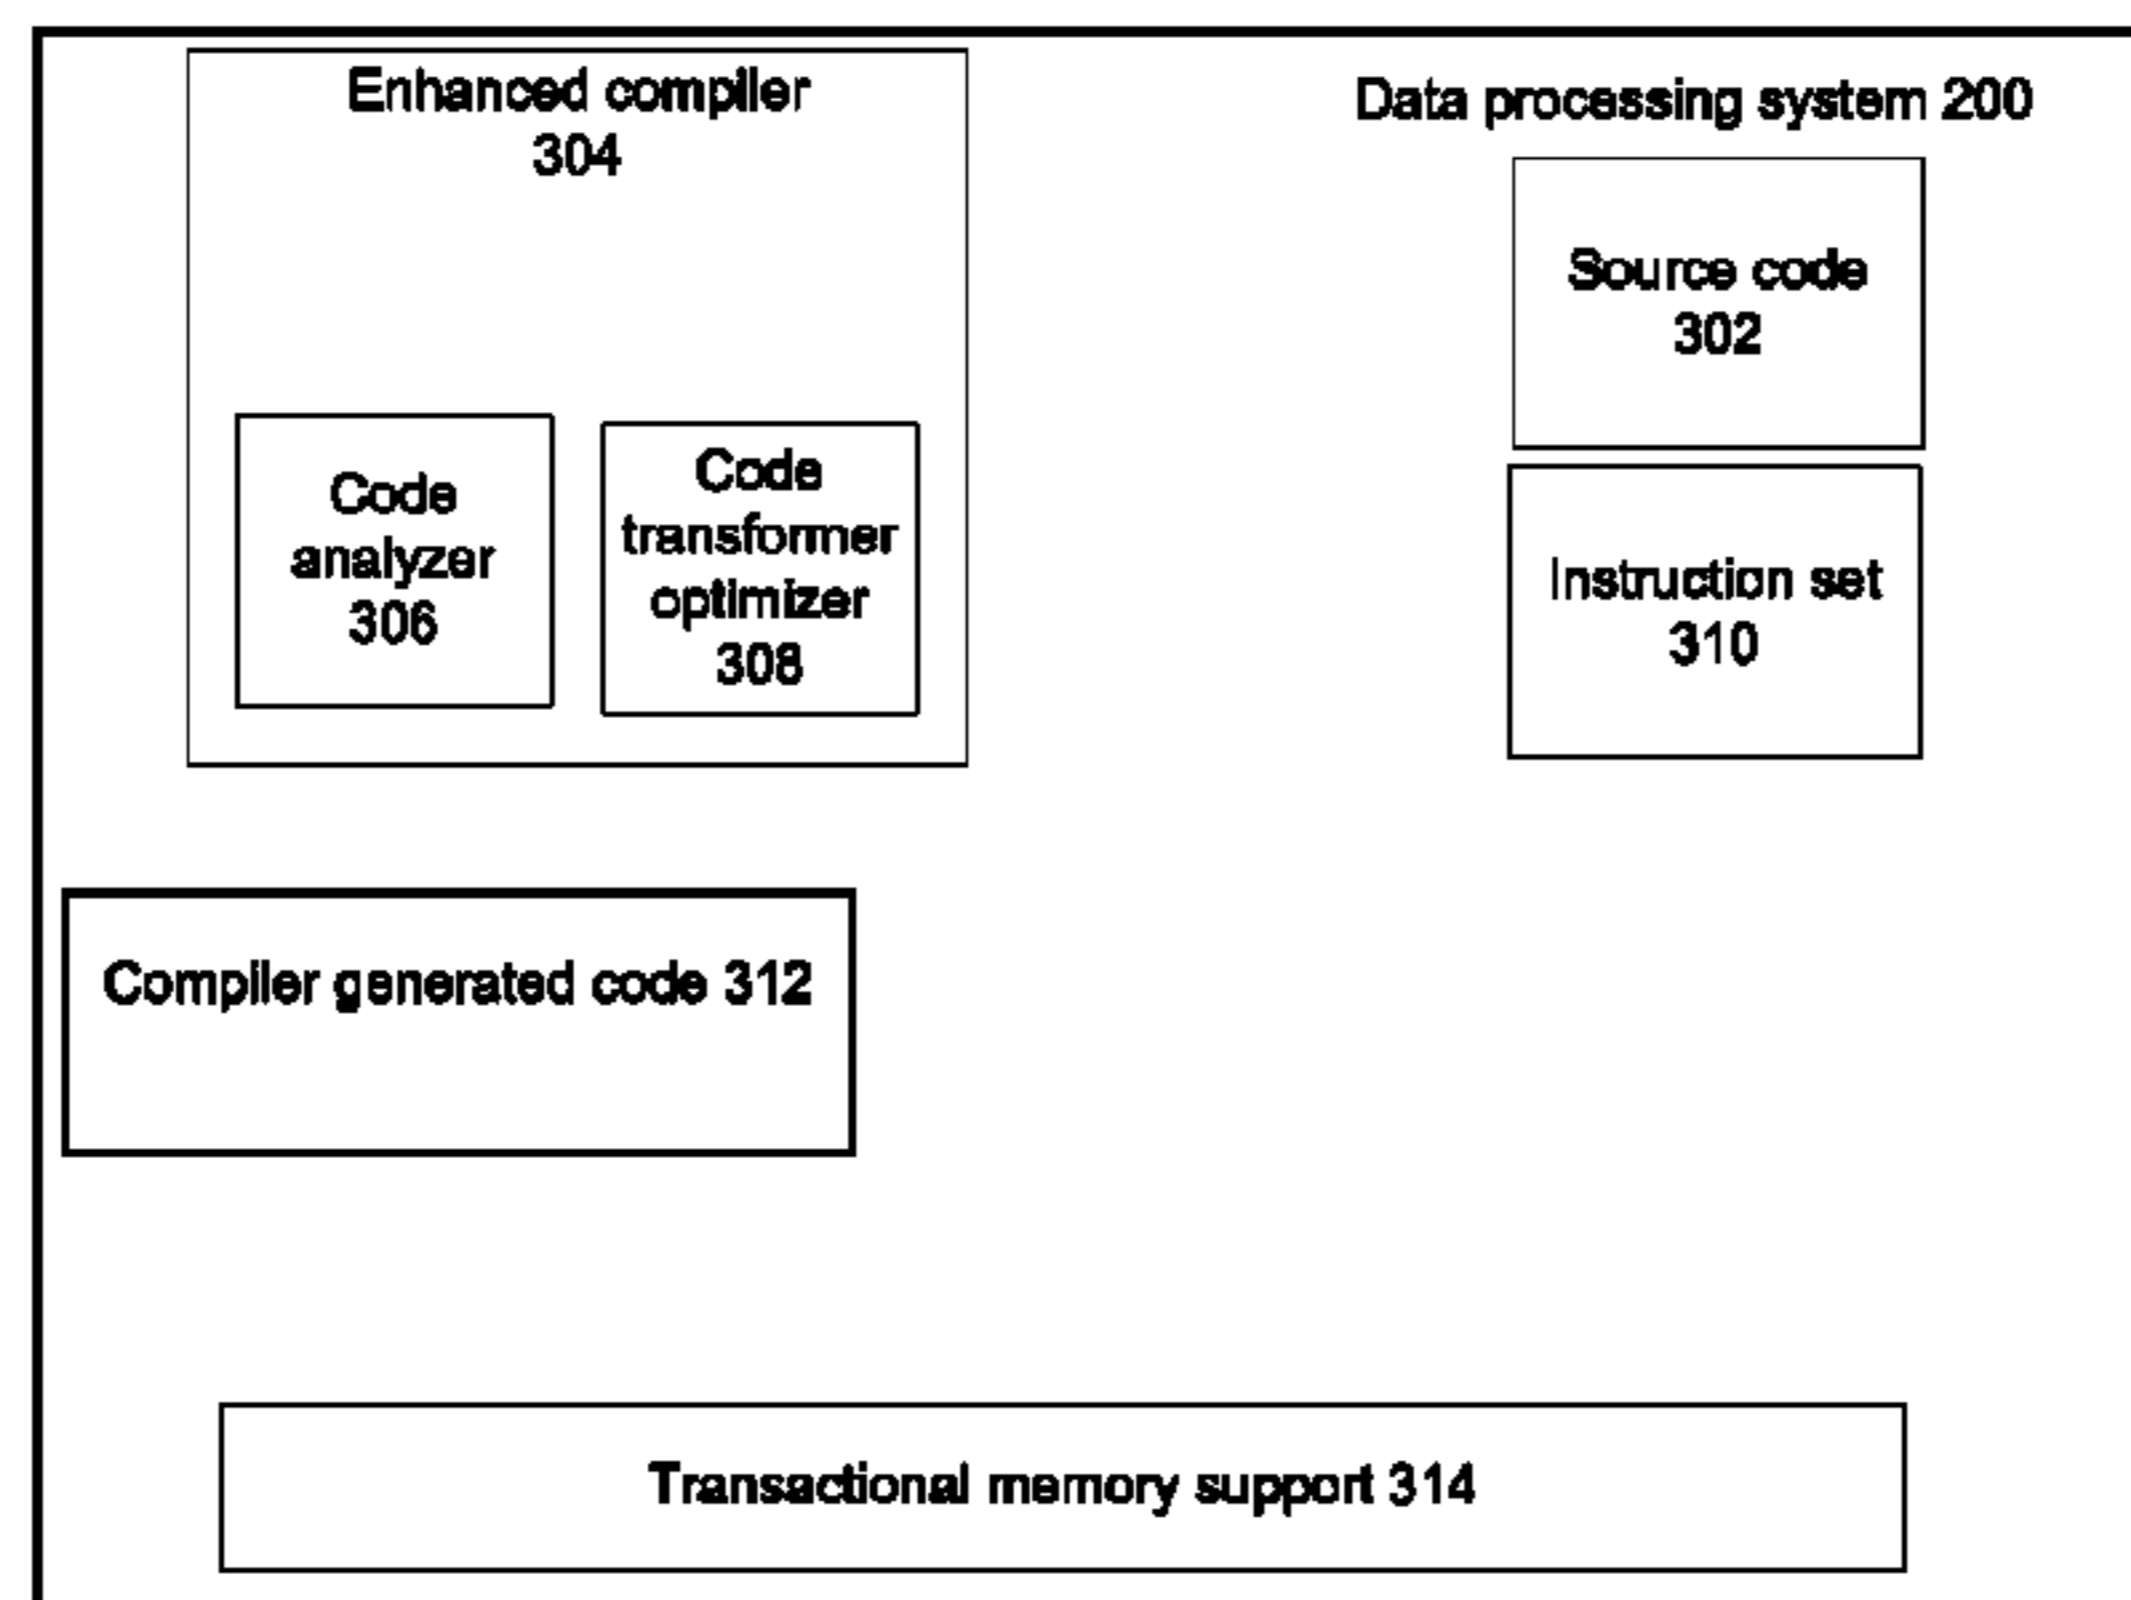 Enhanced compiler
304
Data processing system 200
Source code
302
Code
analyzer
306
Code
transformer
optimizer
308
Instruction set
310
Compiler generated code 312
Transactional memory support 314